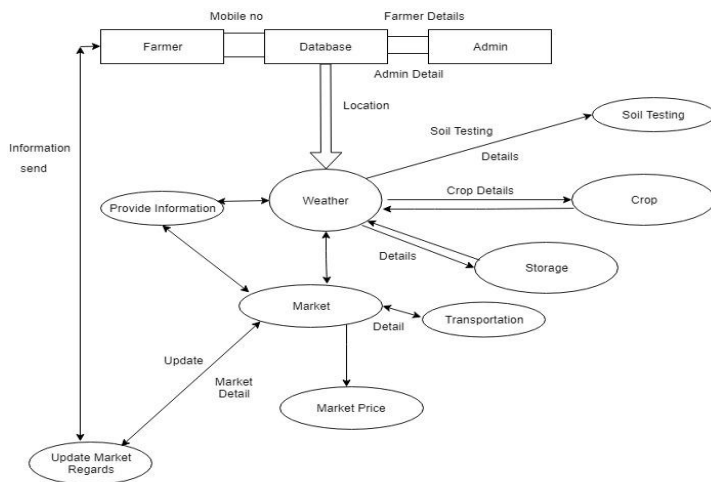 Mobile no
Farmer Details
Farmer
Database
Admin
Admin Detail
Location
Information
send
Soil Testing
Soil Testing
Details
Provide Information
Weather
Crop Details
Crop
Details
Storage
Market
Detail
Transportation
Update
Market
Detail
Market Price
Update Market
Regards